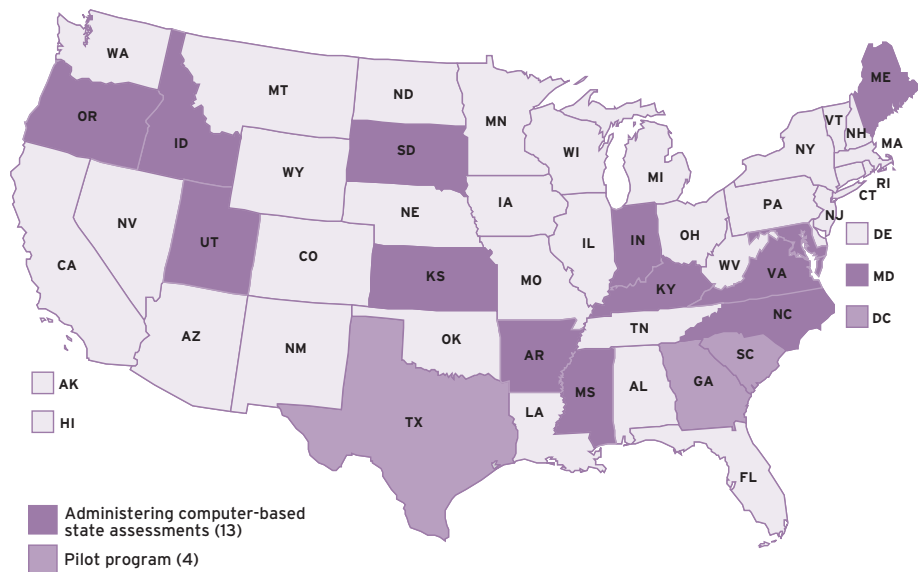 WA
MT
ND
MN
ME
VT
NH
OR
ID
SD
WI
NY
MA
WY
MI
RI
CT
IA
NE
PA
NJ
NV
OH
DE
UT
CO
IL
IN
WV
CA
KS
MO
VA
MD
KY
NC
DC
AZ
NM
OK
TN
AR
SC
AK
MS
AL
GA
HI
TX
LA
FL
Administering computer-based
state assessments (13)
Pilot program (4)